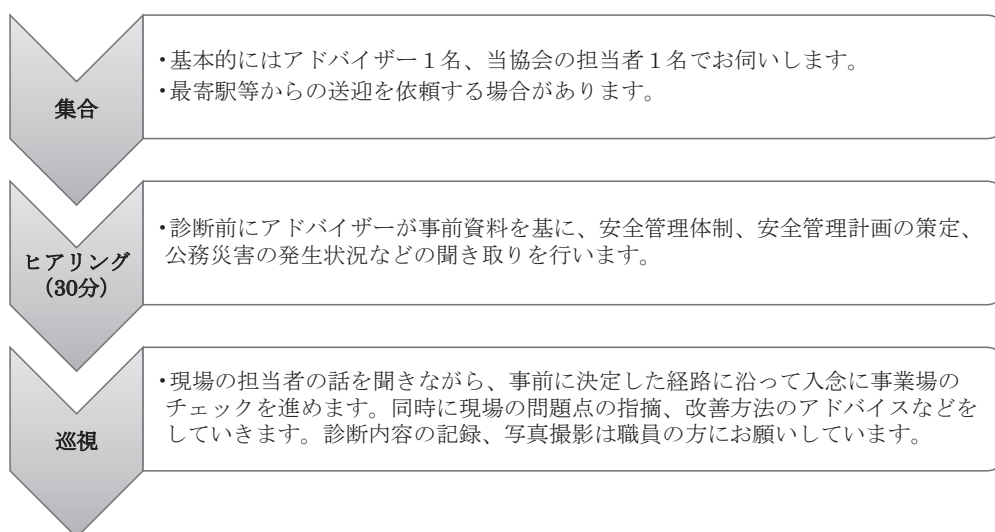 集合
・基本的にはアドバイザー１名、当協会の担当者１名でお伺いします。
・最寄駅等からの送迎を依頼する場合があります。
ヒアリング
（30分）
・診断前にアドバイザーが事前資料を基に、安全管理体制、安全管理計画の策定、
公務災害の発生状況などの聞き取りを行います。
巡視
・現場の担当者の話を聞きながら、事前に決定した経路に沿って入念に事業場の
チェックを進めます。同時に現場の問題点の指摘、改善方法のアドバイスなどを
していきます。診断内容の記録、写真撮影は職員の方にお願いしています。